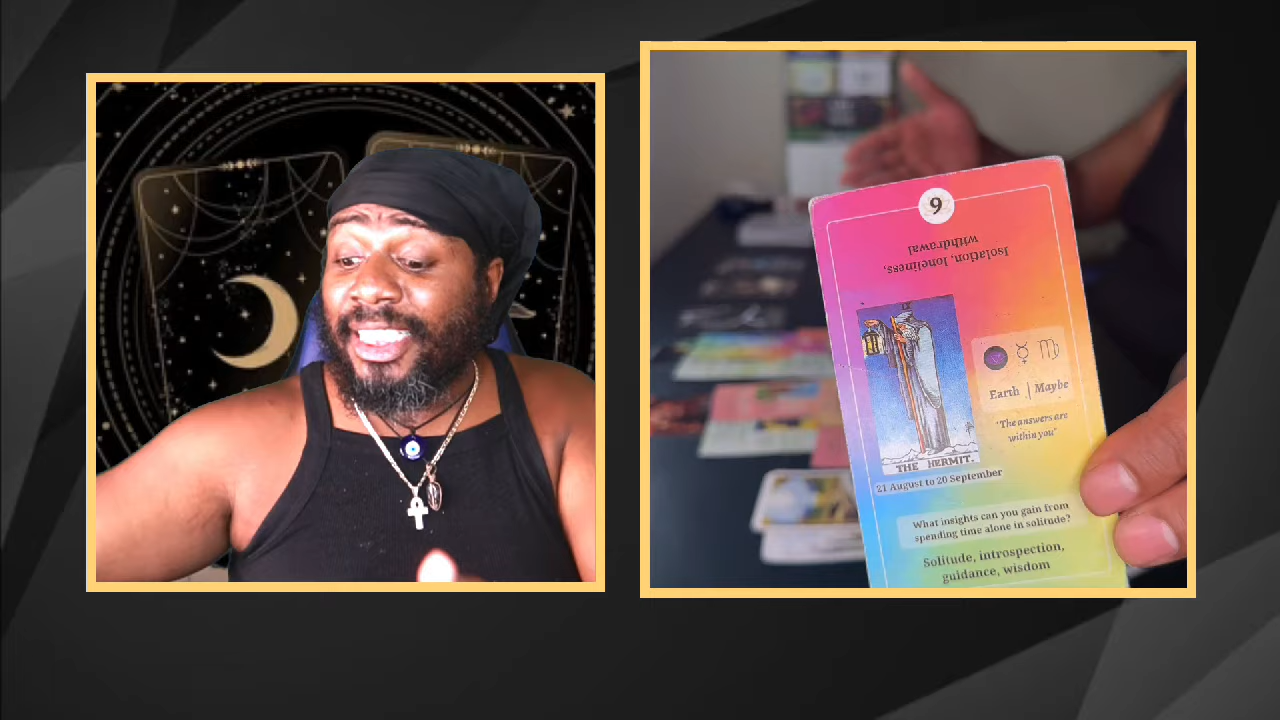 9
Isolation, loneliness,
withdrawal
IX
THE HERMIT.
Earth | Maybe
"The answers are
within you"
21 August to 20 September
What insights can you gain from
spending time alone in solitude?
Solitude, introspection,
guidance, wisdom